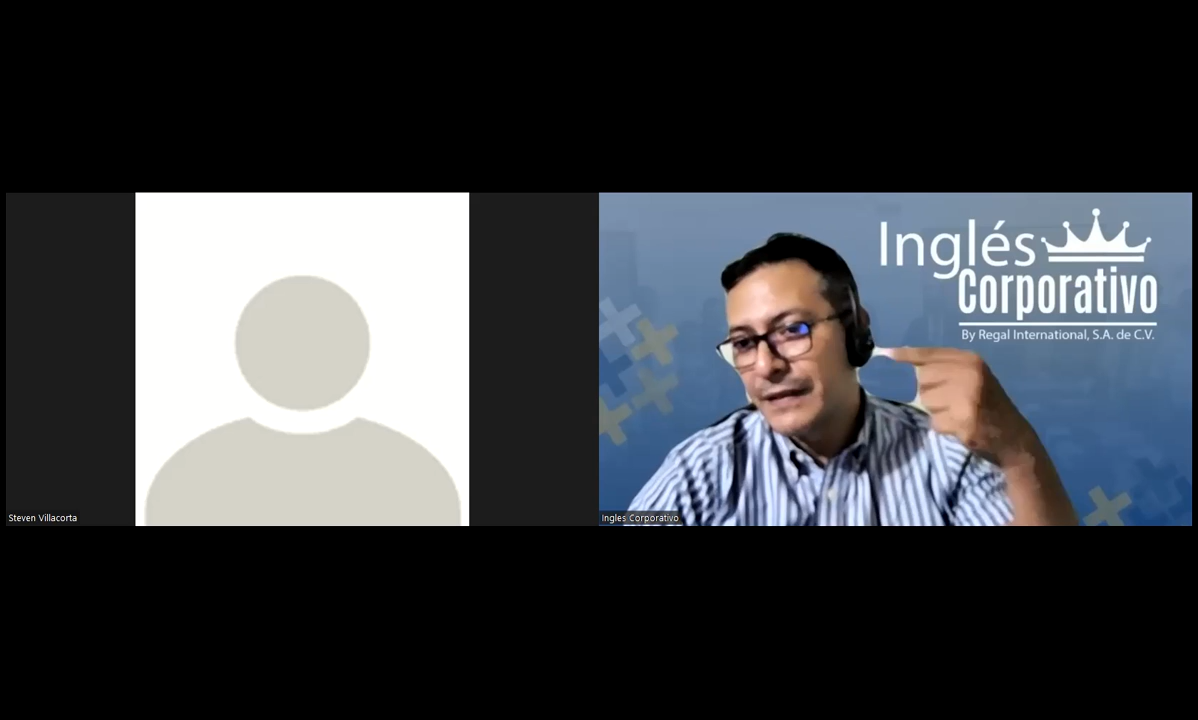 Inglés
Corporativo
By Regal International, S.A. de C.V.
Steven Villacorta
Ingles Corporativo